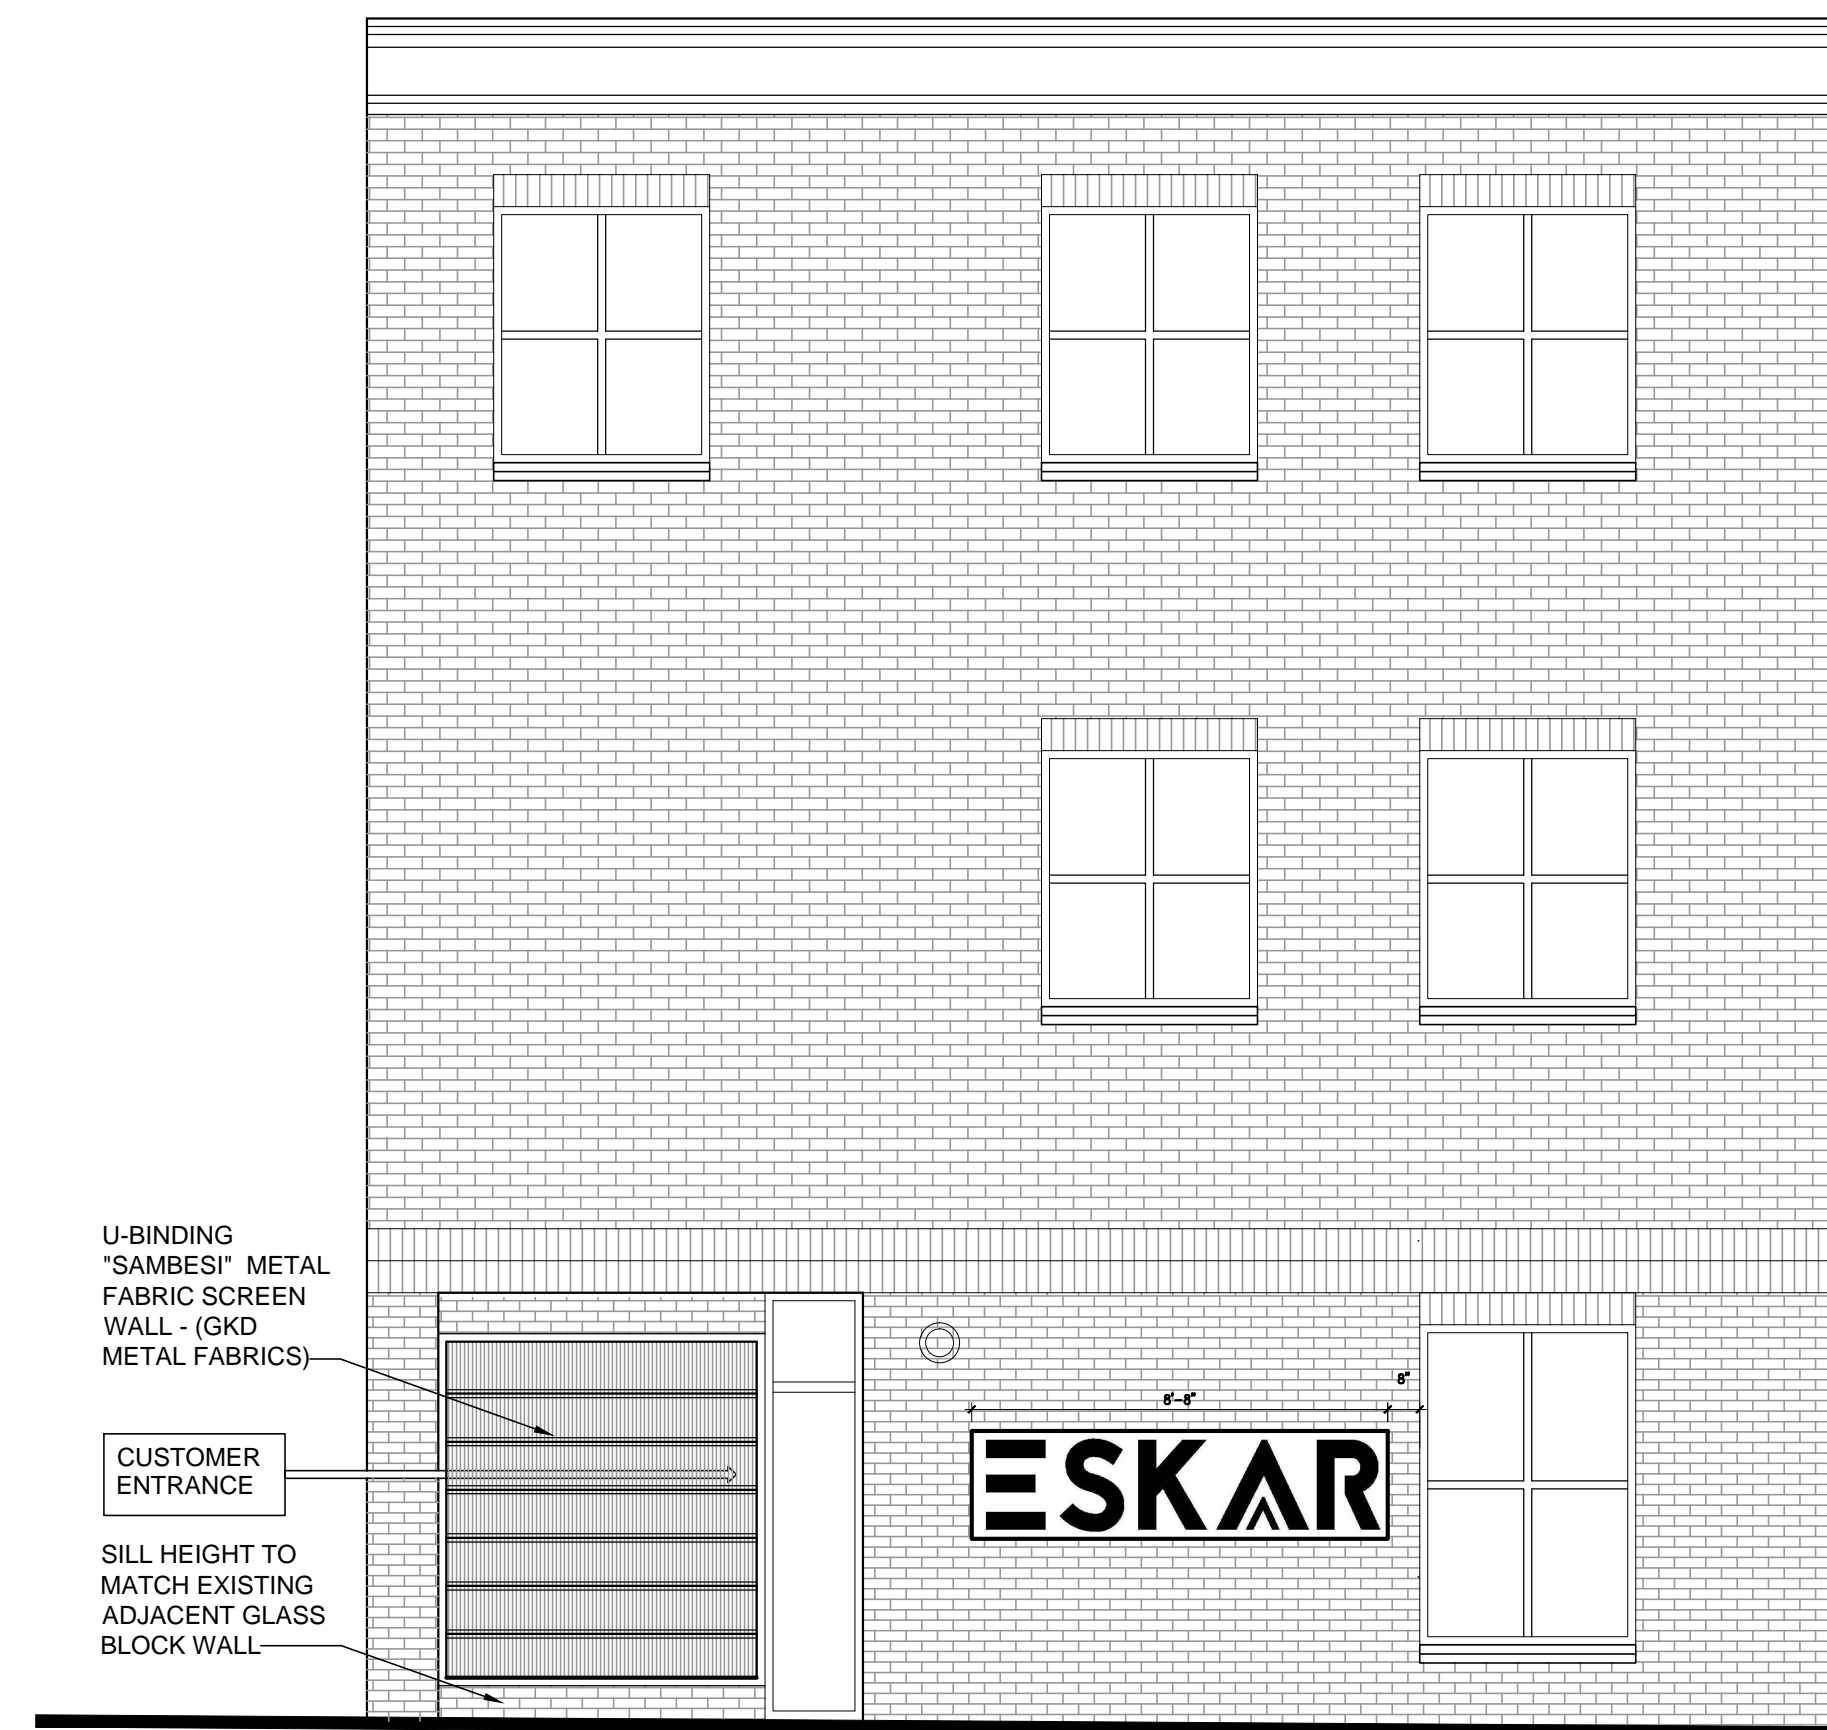 U-BINDING
"SAMBESI" METAL
FABRIC SCREEN
WALL - (GKD
METAL FABRICS)
8"
8'-8"
CUSTOMER
ENTRANCE
ESKAR
SILL HEIGHT TO
MATCH EXISTING
ADJACENT GLASS
BLOCK WALL